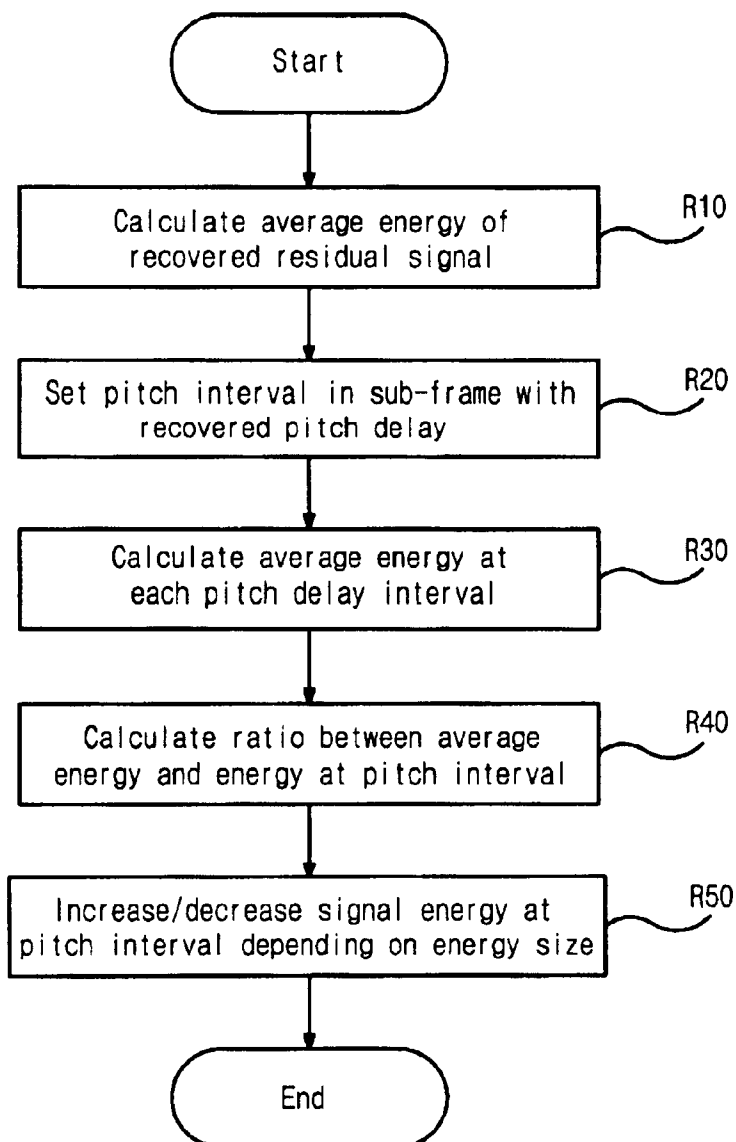 Start
Calculate average energy of
recovered residual signal
R10
Set pitch interval in sub-frame with
recovered pitch delay
R20
Calculate average energy at
each pitch delay interval
R30
Calculate ratio between average
energy and energy at pitch interval
R40
Increase/decrease signal energy at
pitch interval depending on energy size
R50
End